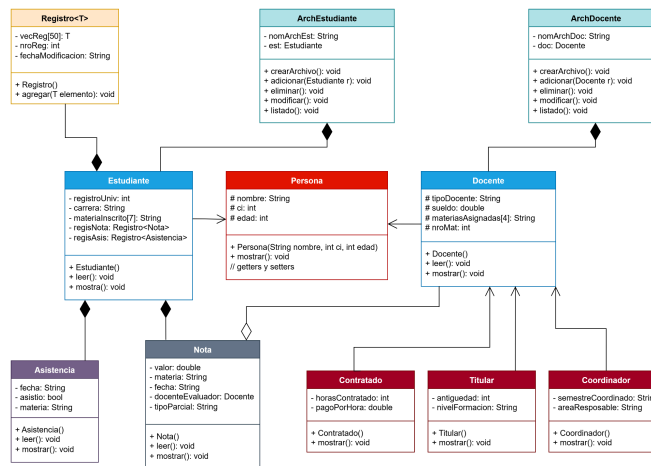 Registro<T>
- vecReg[50]: T
- nroReg: int
- fechaModificacion: String
+ Registro()
+ agregar(T elemento): void
ArchEstudiante
- nomArchEst: String
- est: Estudiante
+ crearArchivo(): void
+ adicionar(Estudiante r): void
+ eliminar(): void
+ modificar(): void
+ listado(): void
ArchDocente
- nomArchDoc: String
- doc: Docente
+ crearArchivo(): void
+ adicionar(Docente r): void
+ eliminar(): void
+ modificar(): void
+ listado(): void
Estudiante
- registroUniv: int
- carrera: String
- materiaInscrito[7]: String
- regisNota: Registro<Nota>
- regisAsis: Registro<Asistencia>
+ Estudiante()
+ leer(): void
+ mostra(): void
Persona
# nombre: String
# ci: int
# edad: int
+ Persona(String nombre, int ci, int edad)
+ mostrar(): void
// getters y setters
Docente
# tipoDocente: String
# sueldo: double
# materiasAsignadas[4]: String
# nroMat: int
+ Docente()
+ leer(): void
+ mostrar(): void
Asistencia
- fecha: String
- asistio: bool
- materia: String
+ Asistencia()
+ leer(): void
+ mostrar(): void
Nota
- valor: double
- materia: String
- fecha: String
- docenteEvaluador: Docente
- tipoParcial: String
+ Nota()
+ leer(): void
+ mostrar(): void
Contratado
- horasContratado: int
- pagoPorHora: double
+ Contratado()
+ mostrar(): void
Titular
- antiguedad: int
- nivelFormacion: String
+ Titular()
+ mostrar(): void
Coordinador
- semestreCoordinado: String
- areaResposable: String
+ Coordinador()
+ mostrar(): void